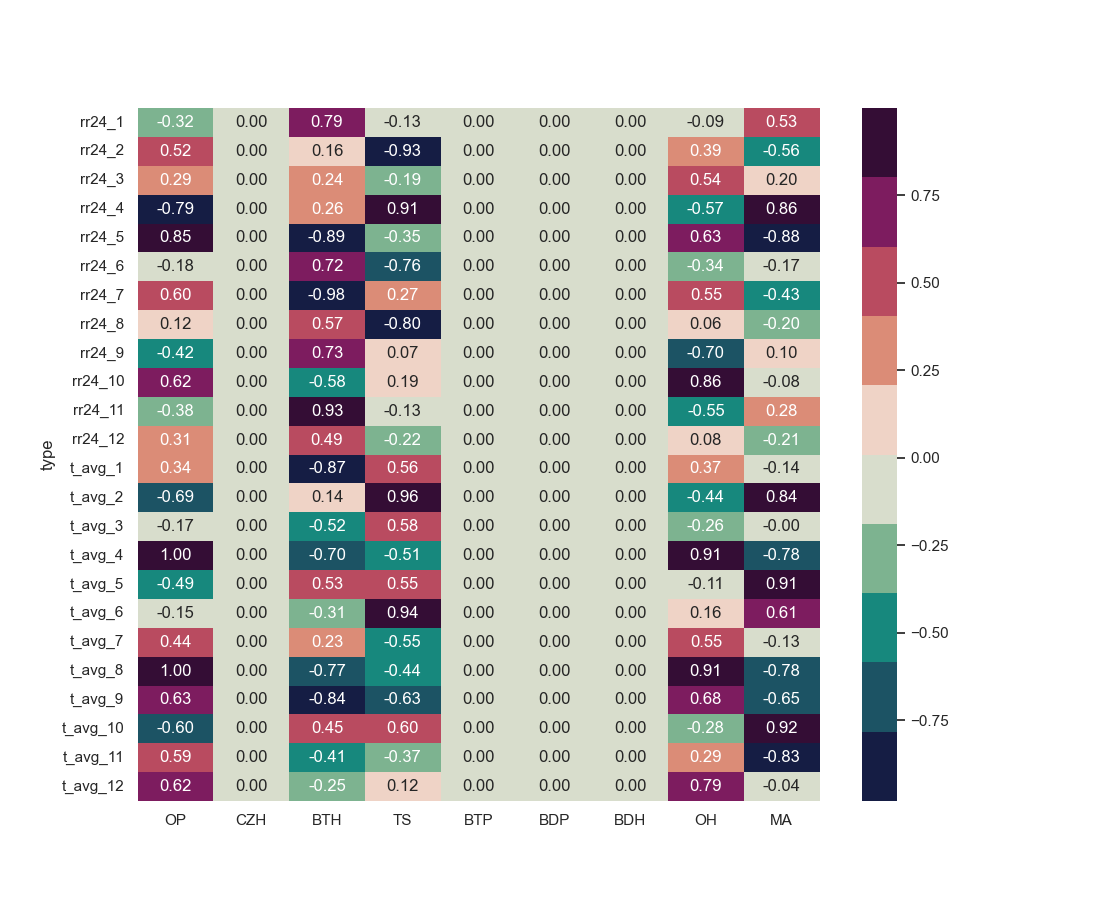 rr24_1 -0.32 0.00 0.79 -0.13 0.00 0.00 0.00 -0.09 0.53
rr24_2 0.52 0.00 0.16 -0.93 0.00 0.00 0.00 0.39 -0.56
rr24_3 0.29 0.00 0.24 -0.19 0.00 0.00 0.00 0.54 0.20
rr24_4 -0.79 0.00 0.26 0.91 0.00 0.00 0.00 -0.57 0.86
rr24_5 0.85 0.00 -0.89 -0.35 0.00 0.00 0.00 0.63 -0.88
rr24_6 -0.18 0.00 0.72 -0.76 0.00 0.00 0.00 -0.34 -0.17
rr24_7 0.60 0.00 -0.98 0.27 0.00 0.00 0.00 0.55 -0.43
rr24_8 0.12 0.00 0.57 -0.80 0.00 0.00 0.00 0.06 -0.20
rr24_9 -0.42 0.00 0.73 0.07 0.00 0.00 0.00 -0.70 0.10
rr24_10 0.62 0.00 -0.58 0.19 0.00 0.00 0.00 0.86 -0.08
rr24_11 -0.38 0.00 0.93 -0.13 0.00 0.00 0.00 -0.55 0.28
rr24_12 0.31 0.00 0.49 -0.22 0.00 0.00 0.00 0.08 -0.21
t_avg_1 0.34 0.00 -0.87 0.56 0.00 0.00 0.00 0.37 -0.14
t_avg_2 -0.69 0.00 0.14 0.96 0.00 0.00 0.00 -0.44 0.84
t_avg_3 -0.17 0.00 -0.52 0.58 0.00 0.00 0.00 -0.26 -0.00
t_avg_4 1.00 0.00 -0.70 -0.51 0.00 0.00 0.00 0.91 -0.78
t_avg_5 -0.49 0.00 0.53 0.55 0.00 0.00 0.00 -0.11 0.91
t_avg_6 -0.15 0.00 -0.31 0.94 0.00 0.00 0.00 0.16 0.61
t_avg_7 0.44 0.00 0.23 -0.55 0.00 0.00 0.00 0.55 -0.13
t_avg_8 1.00 0.00 -0.77 -0.44 0.00 0.00 0.00 0.91 -0.78
t_avg_9 0.63 0.00 -0.84 -0.63 0.00 0.00 0.00 0.68 -0.65
t_avg_10 -0.60 0.00 0.45 0.60 0.00 0.00 0.00 -0.28 0.92
t_avg_11 0.59 0.00 -0.41 -0.37 0.00 0.00 0.00 0.29 -0.83
t_avg_12 0.62 0.00 -0.25 0.12 0.00 0.00 0.00 0.79 -0.04
OP CZH BTH TS BTP BDP BDH OH MA
type
0.75
0.50
0.25
0.00
−0.25
−0.50
−0.75